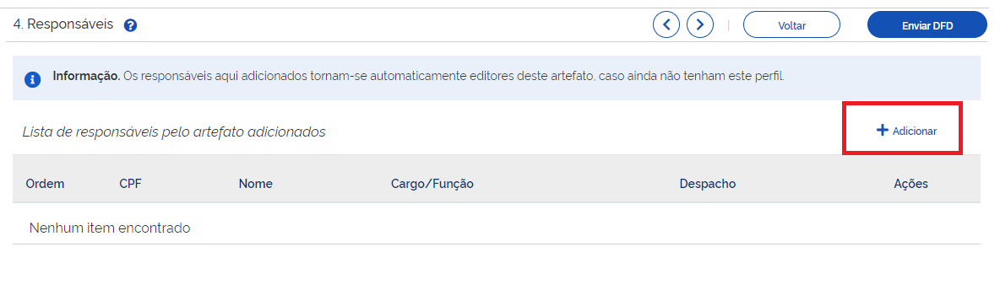 4. Responsáveis ?
Voltar
Enviar DFD
Informação. Os responsáveis aqui adicionados tornam-se automaticamente editores deste artefato, caso ainda não tenham este perfil.
Lista de responsáveis pelo artefato adicionados
+ Adicionar
Ordem CPF Nome Cargo/Função Despacho Ações
Nenhum item encontrado